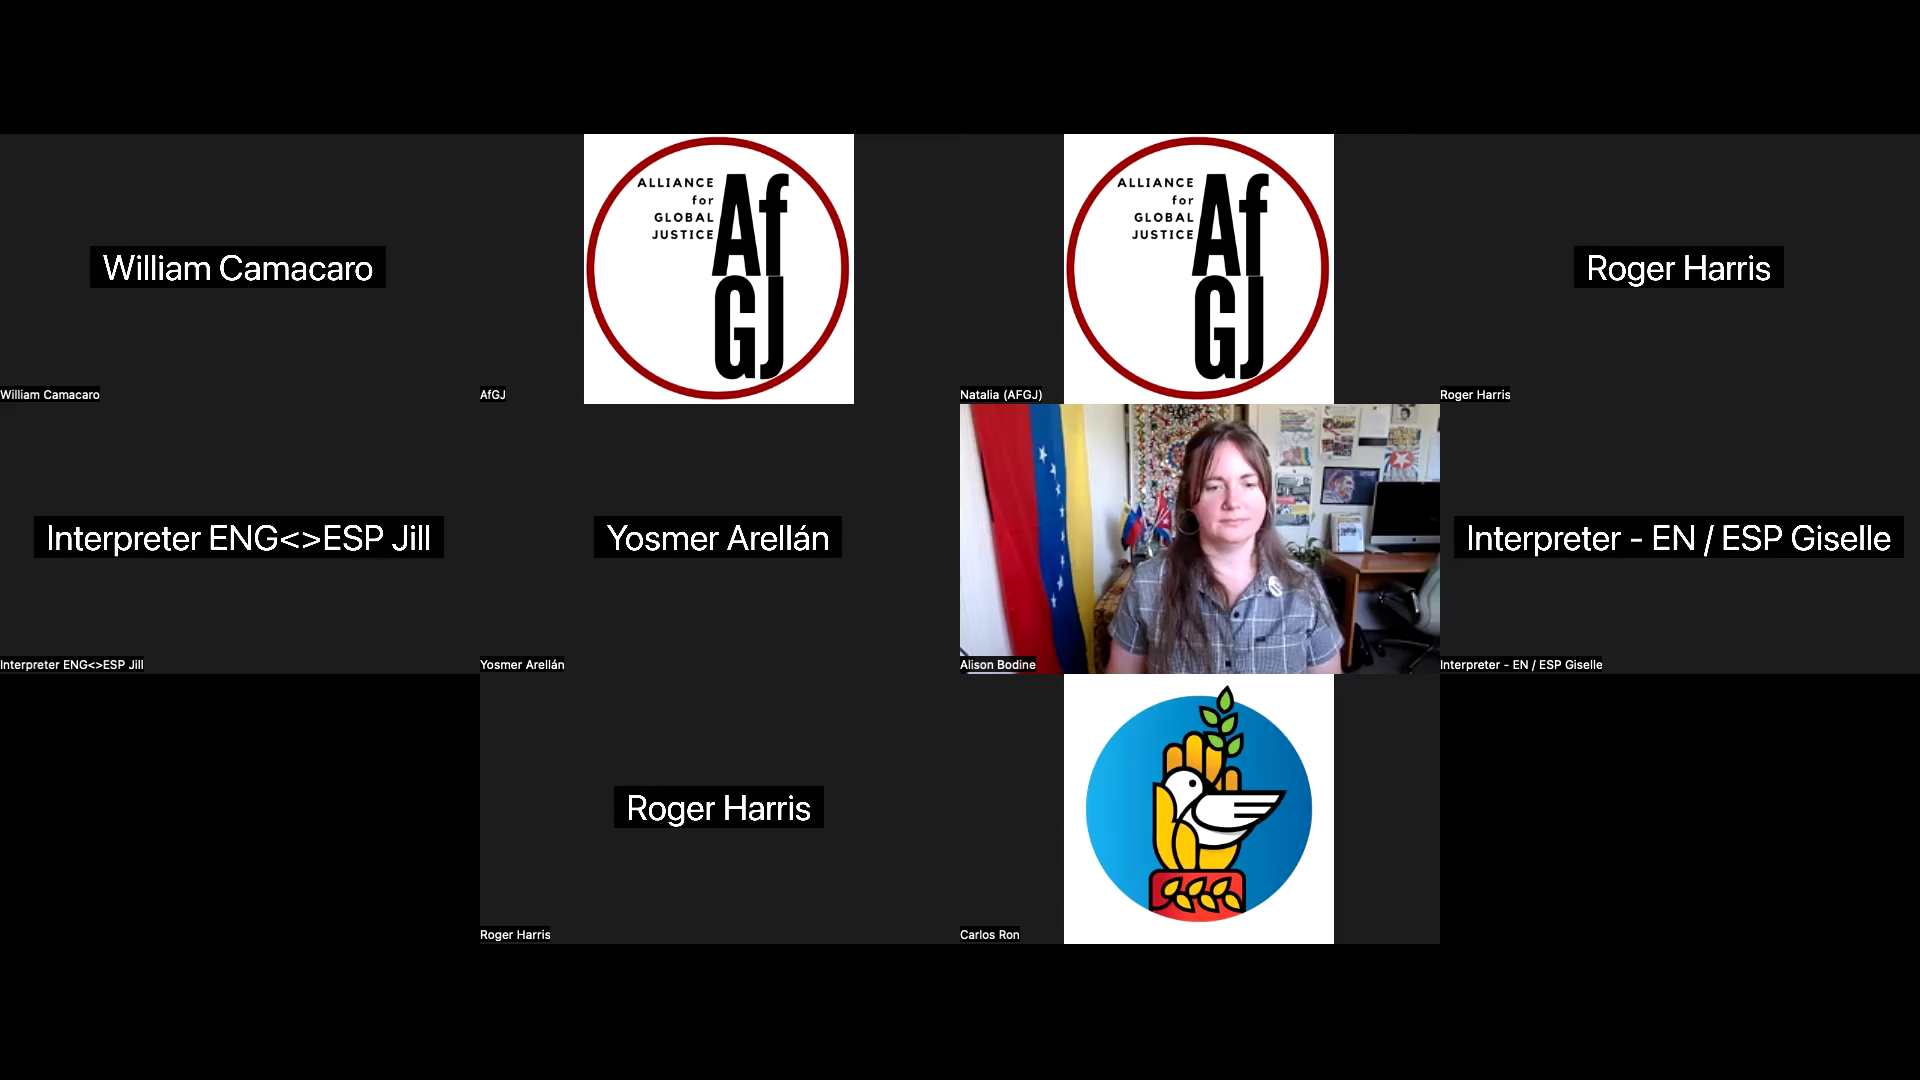 William Camacaro
William Camacaro
ALLIANCE
for
GLOBAL
JUSTICE
Af
GJ
AfGJ
ALLIANCE
for
GLOBAL
JUSTICE
Af
GJ
Natalia (AFGJ)
Roger Harris
Roger Harris
Interpreter ENG<>ESP Jill
Interpreter ENG<>ESP Jill
Yosmer Arellán
Yosmer Arellán
Alison Bodine
Interpreter - EN / ESP Giselle
Interpreter - EN / ESP Giselle
Roger Harris
Roger Harris
Carlos Ron